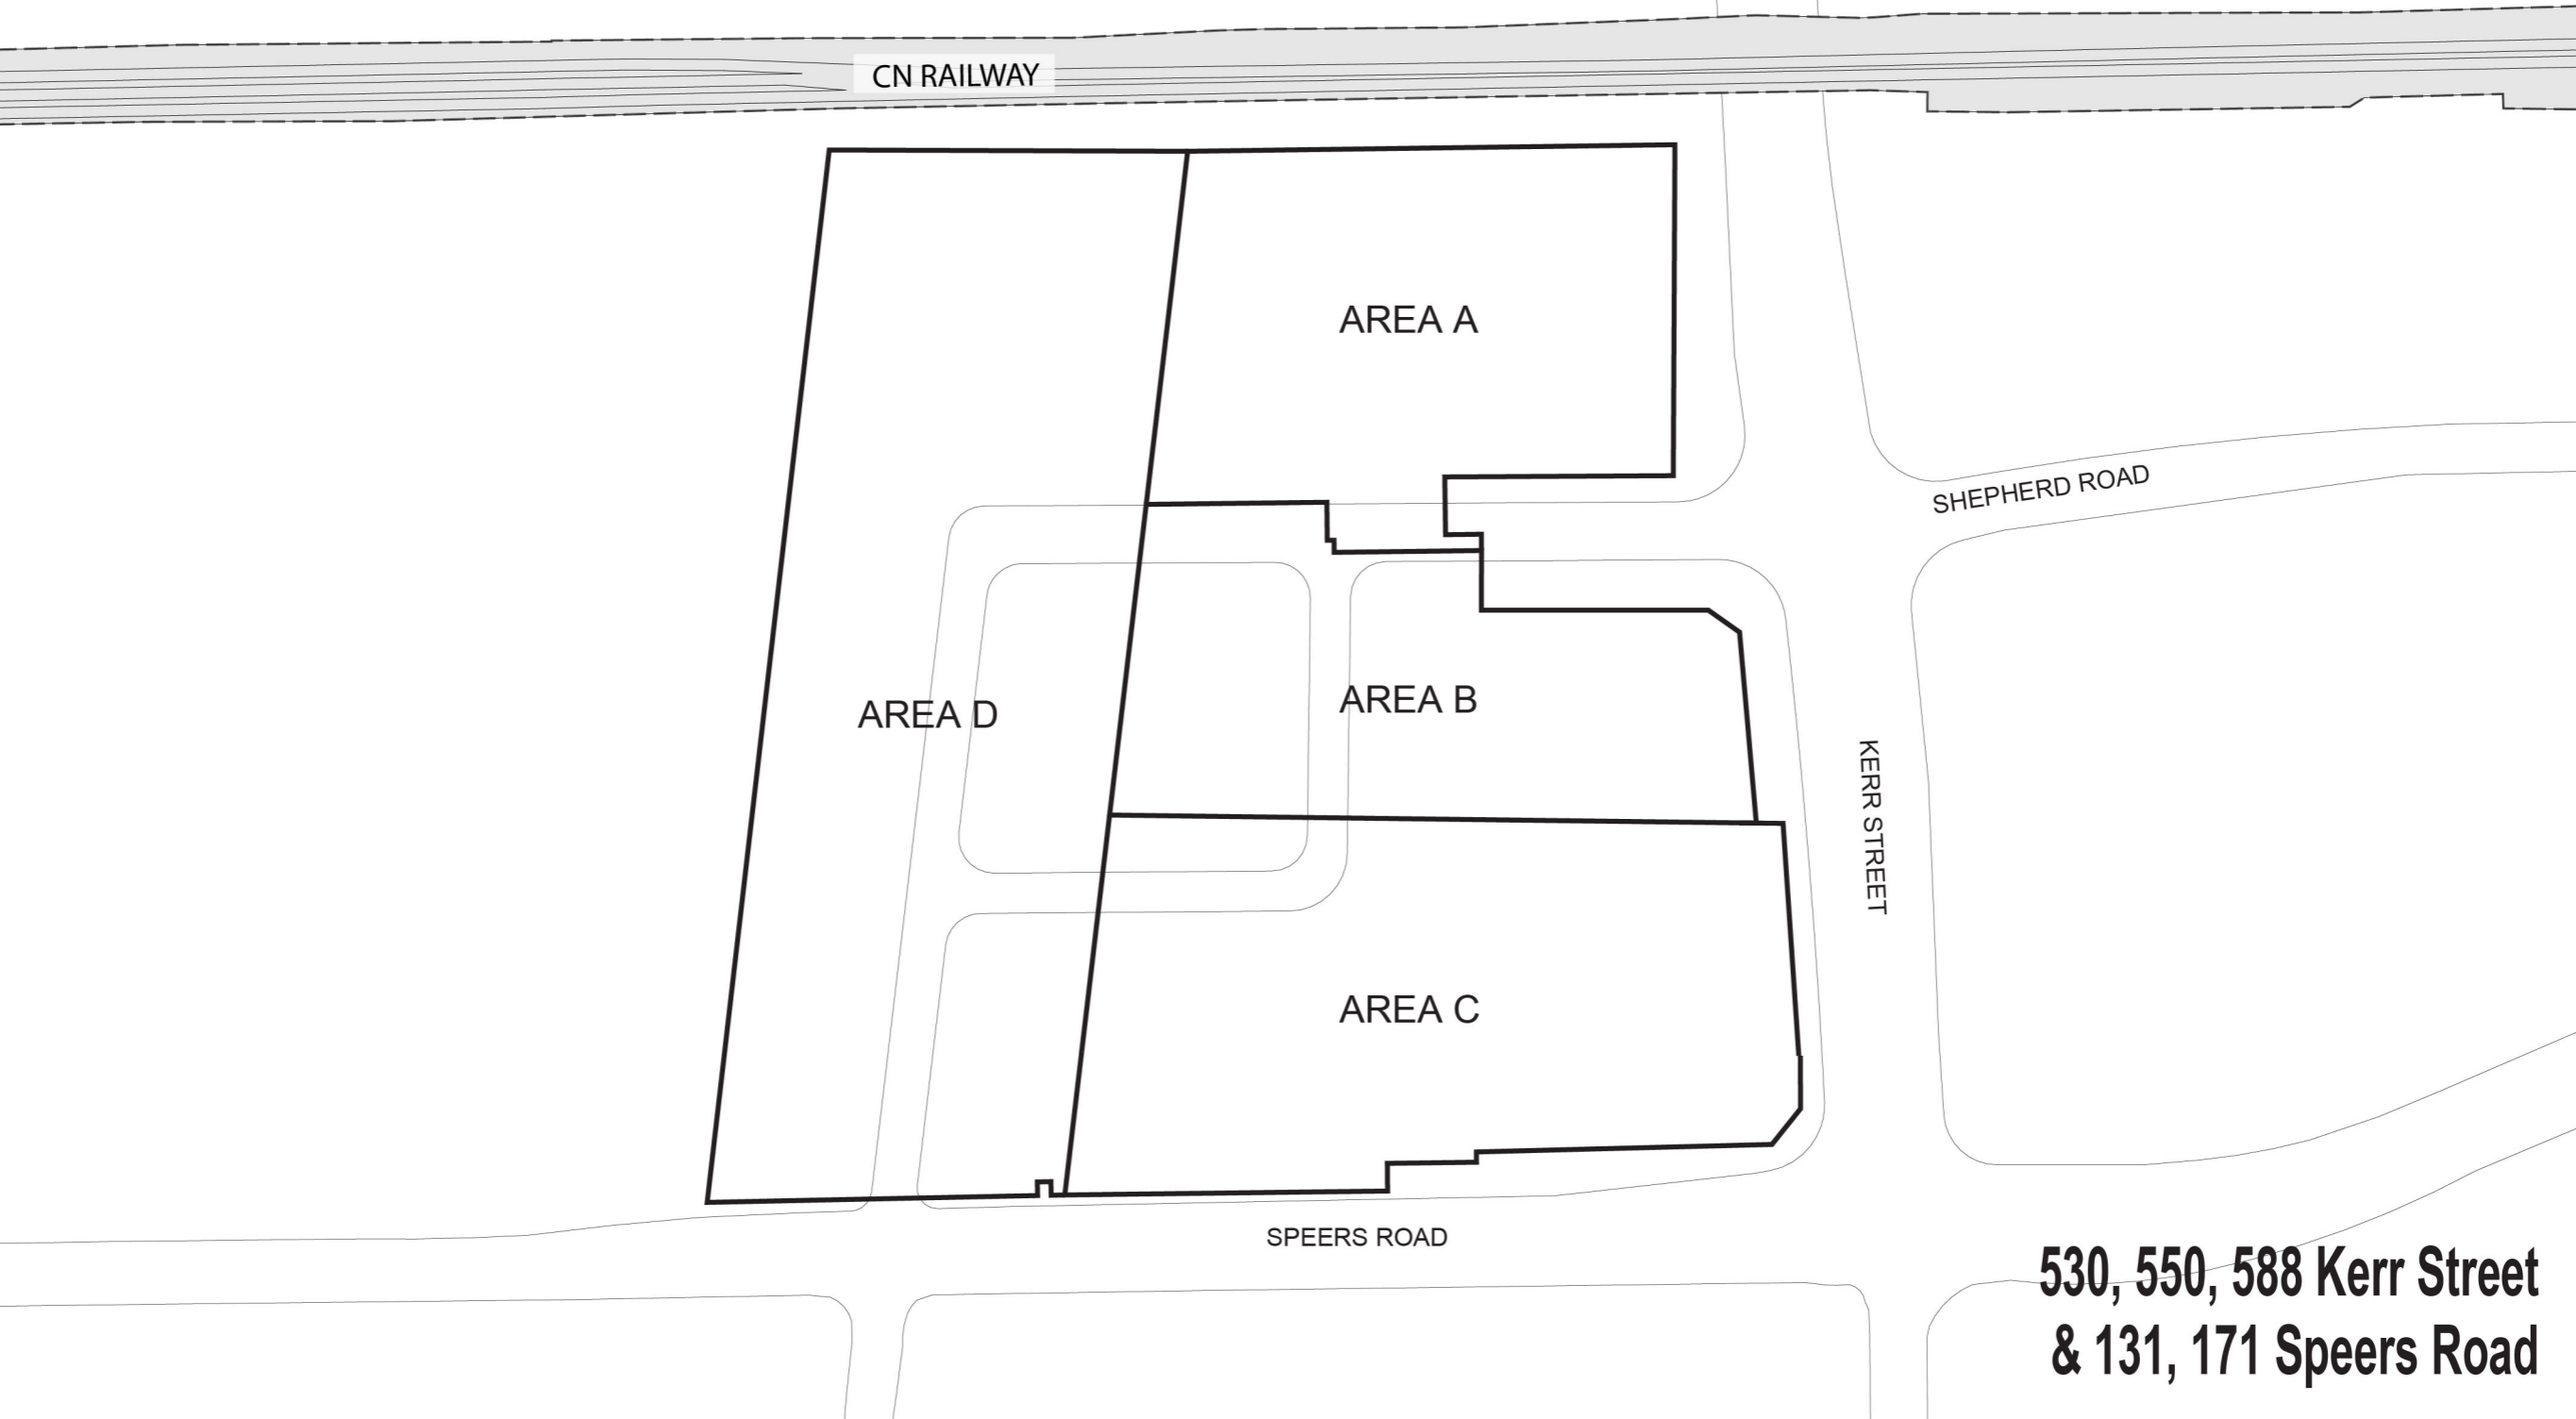 CN RAILWAY
AREA A
SHEPHERD ROAD
AREA B
AREA D
KERR STREET
AREA C
SPEERS ROAD
530, 550, 588 Kerr Street
& 131, 171 Speers Road